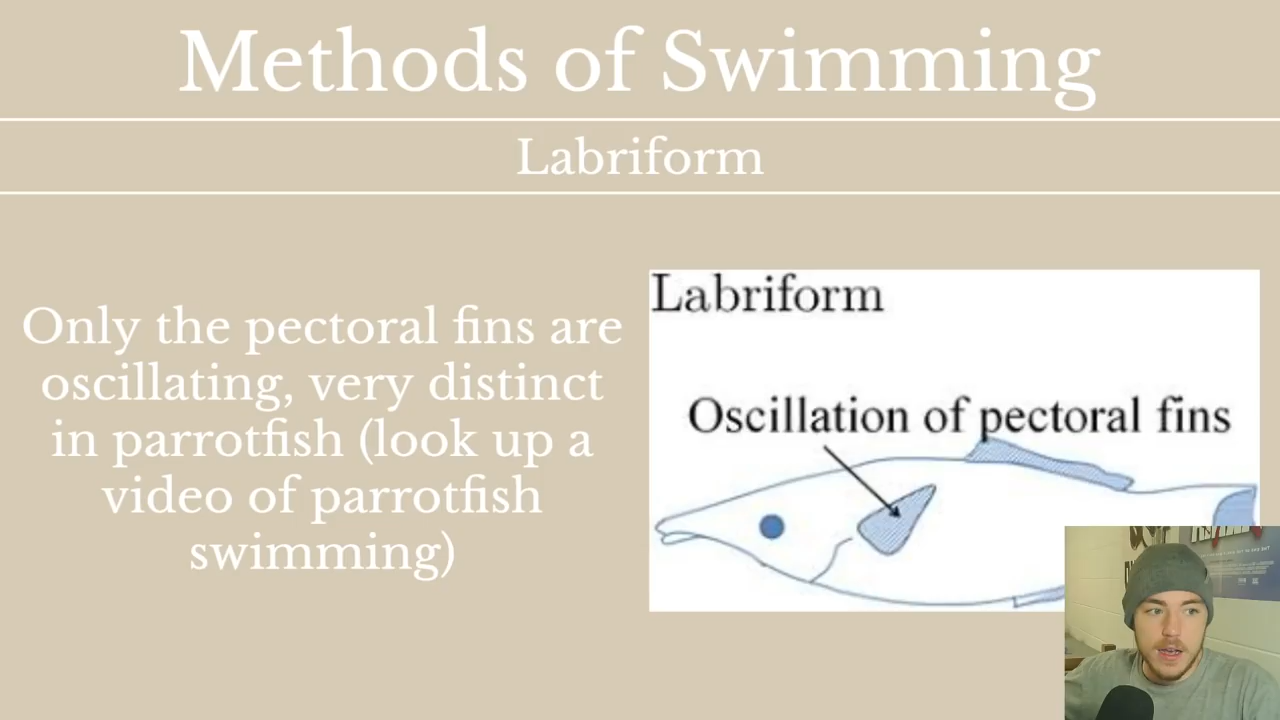 Methods of Swimming
Labriform
Only the pectoral fins are
oscillating, very distinct
in parrotfish (look up a
video of parrotfish
swimming)
Labriform
Oscillation of pectoral fins